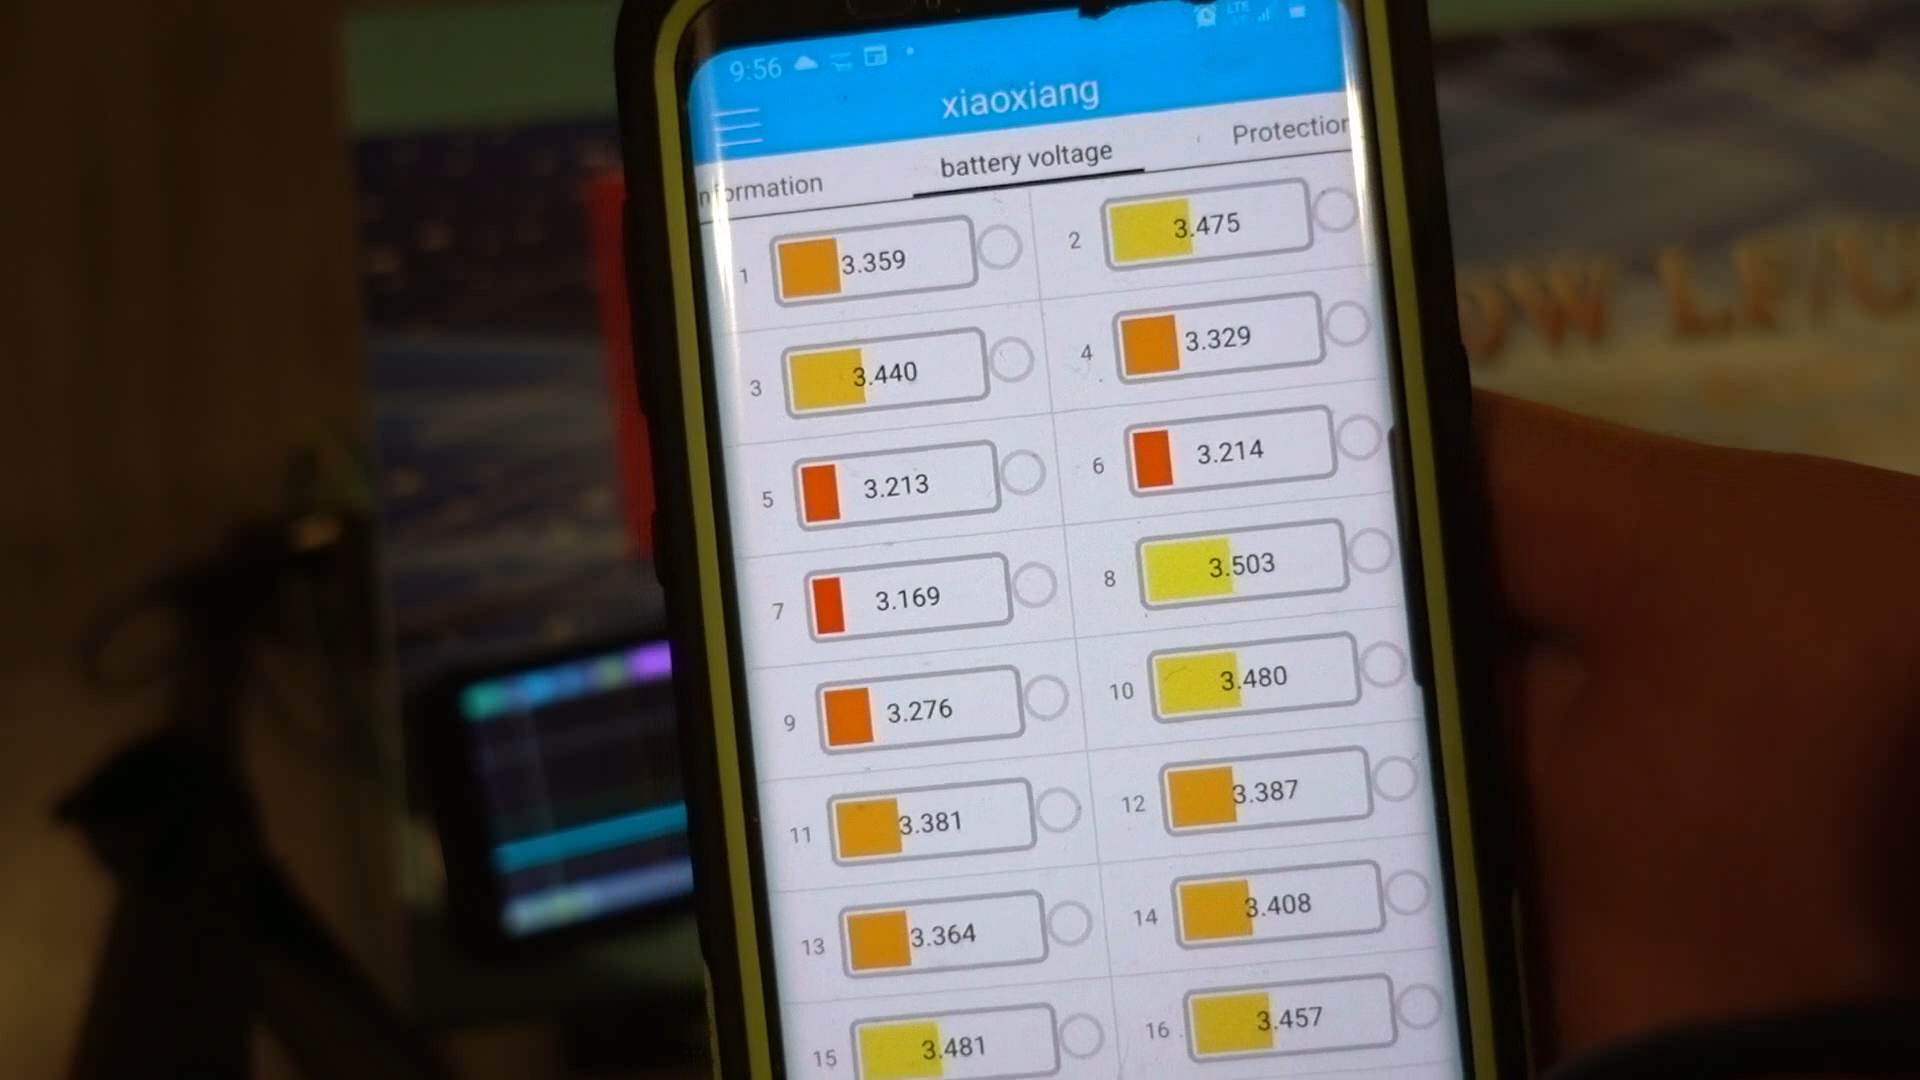 9:56
LTE
xiaoxiang
nformation battery voltage Protection
1 3.359 2 3.475
3 3.440 4 3.329
5 3.213 6 3.214
7 3.169 8 3.503
9 3.276 10 3.480
11 3.381 12 3.387
13 3.364 14 3.408
15 3.481 16 3.457